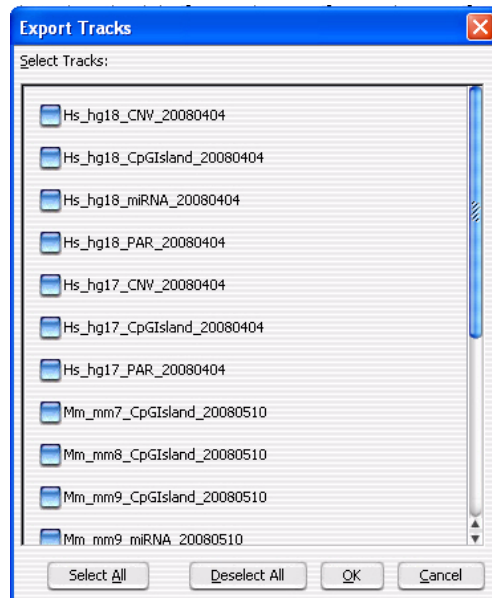 Export Tracks
Select Tracks:
Hs_hg18_CNV_20080404
Hs_hg18_CpGIsland_20080404
Hs_hg18_miRNA_20080404
Hs_hg18_PAR_20080404
Hs_hg17_CNV_20080404
Hs_hg17_CpGIsland_20080404
Hs_hg17_PAR_20080404
Mm_mm7_CpGIsland_20080510
Mm_mm8_CpGIsland_20080510
Mm_mm9_CpGIsland_20080510
Mm_mm9_miRNA_20080510
Select All Deselect All OK Cancel